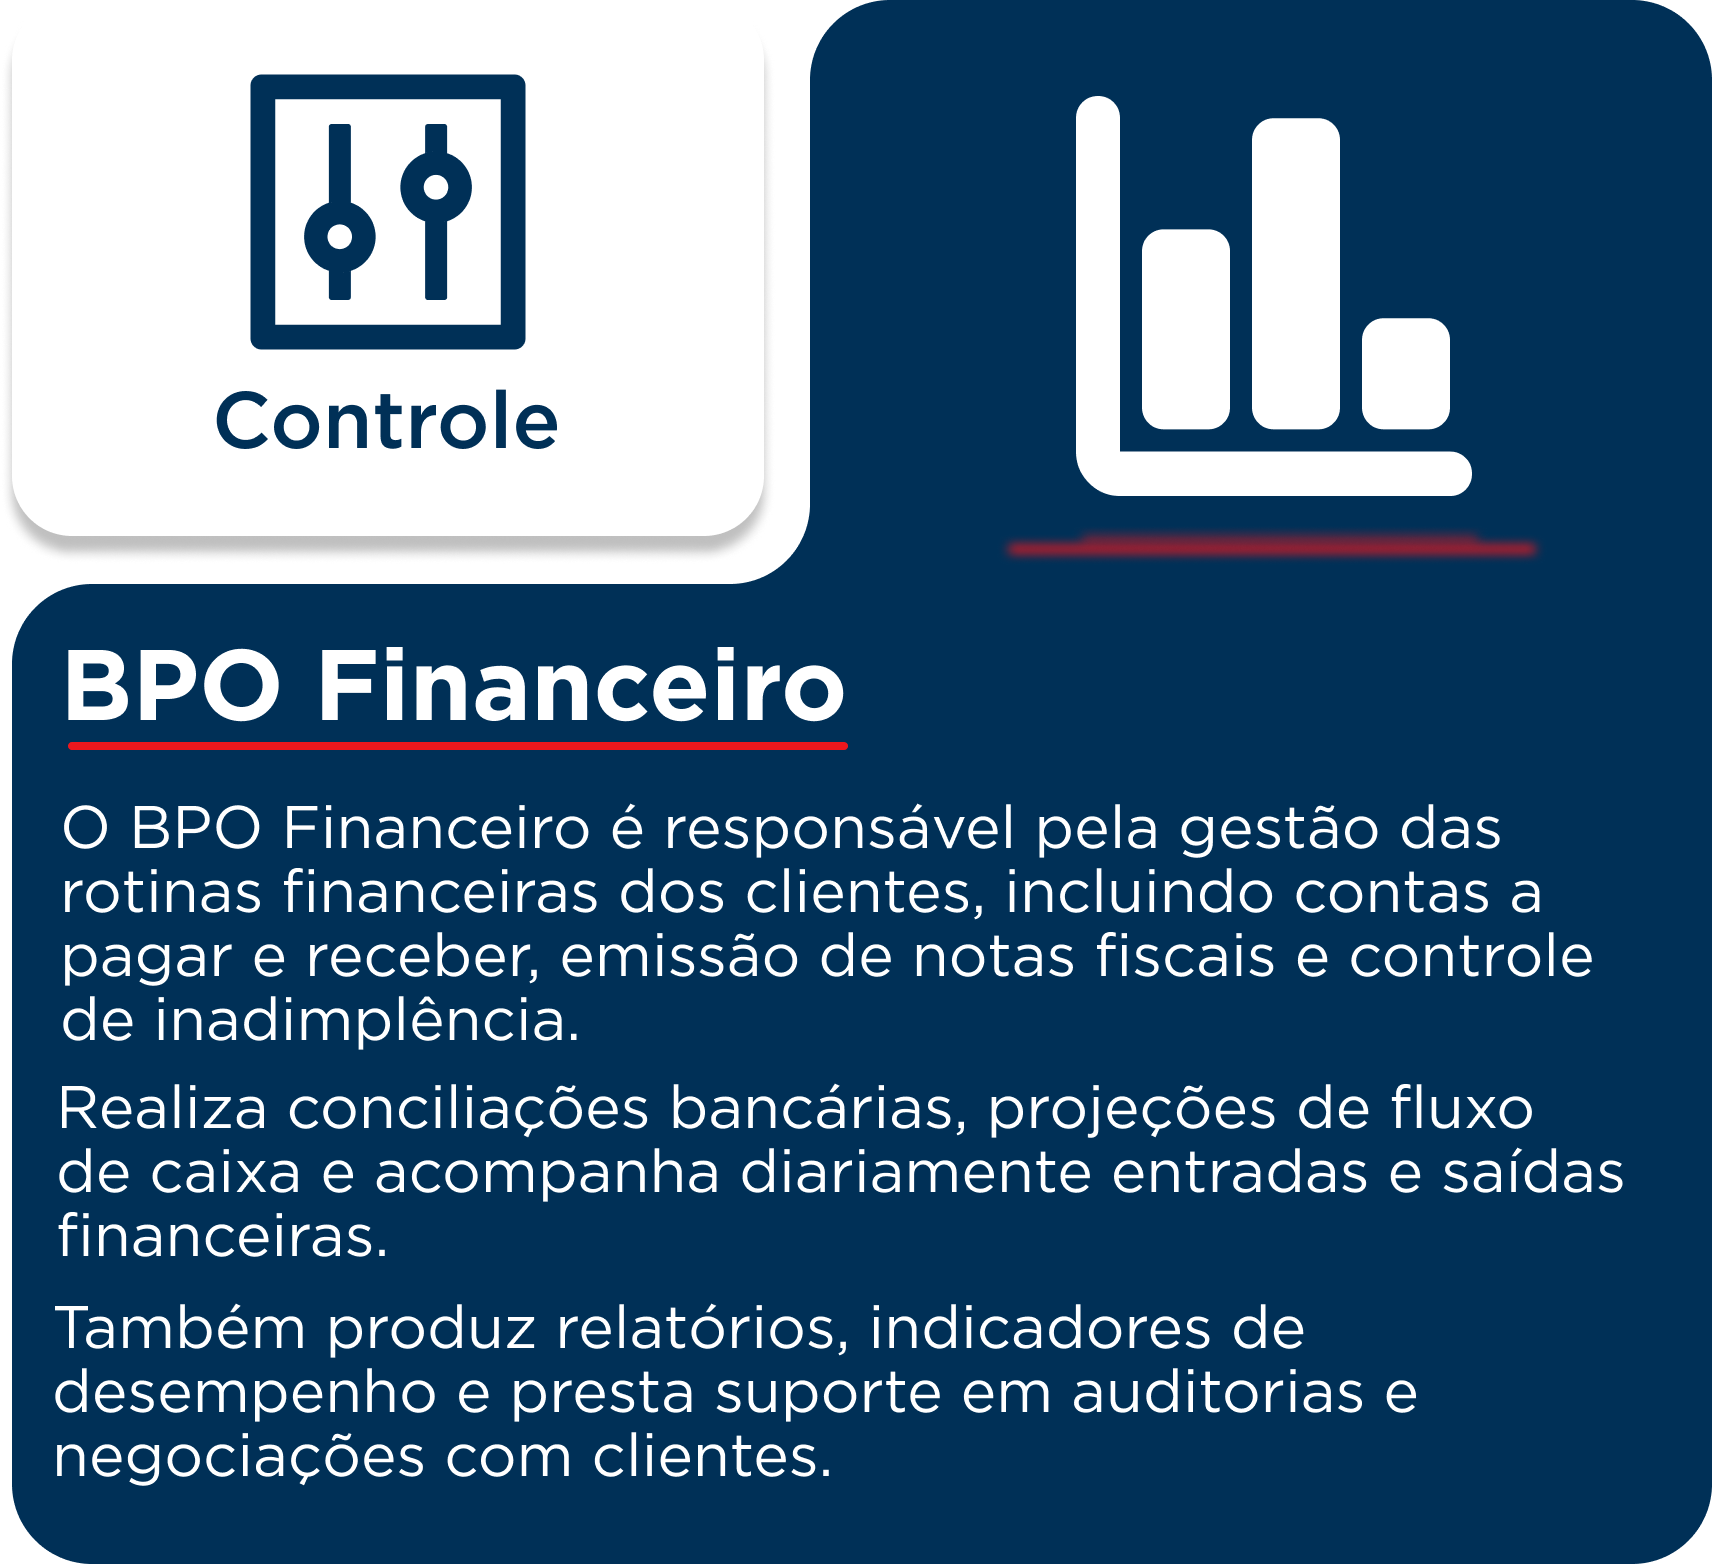 Controle
BPO Financeiro
O BPO Financeiro é responsável pela gestão das
rotinas financeiras dos clientes, incluindo contas a
pagar e receber, emissão de notas fiscais e controle
de inadimplência.
Realiza conciliações bancárias, projeções de fluxo
de caixa e acompanha diariamente entradas e saídas
financeiras.
Também produz relatórios, indicadores de
desempenho e presta suporte em auditorias e
negociações com clientes.